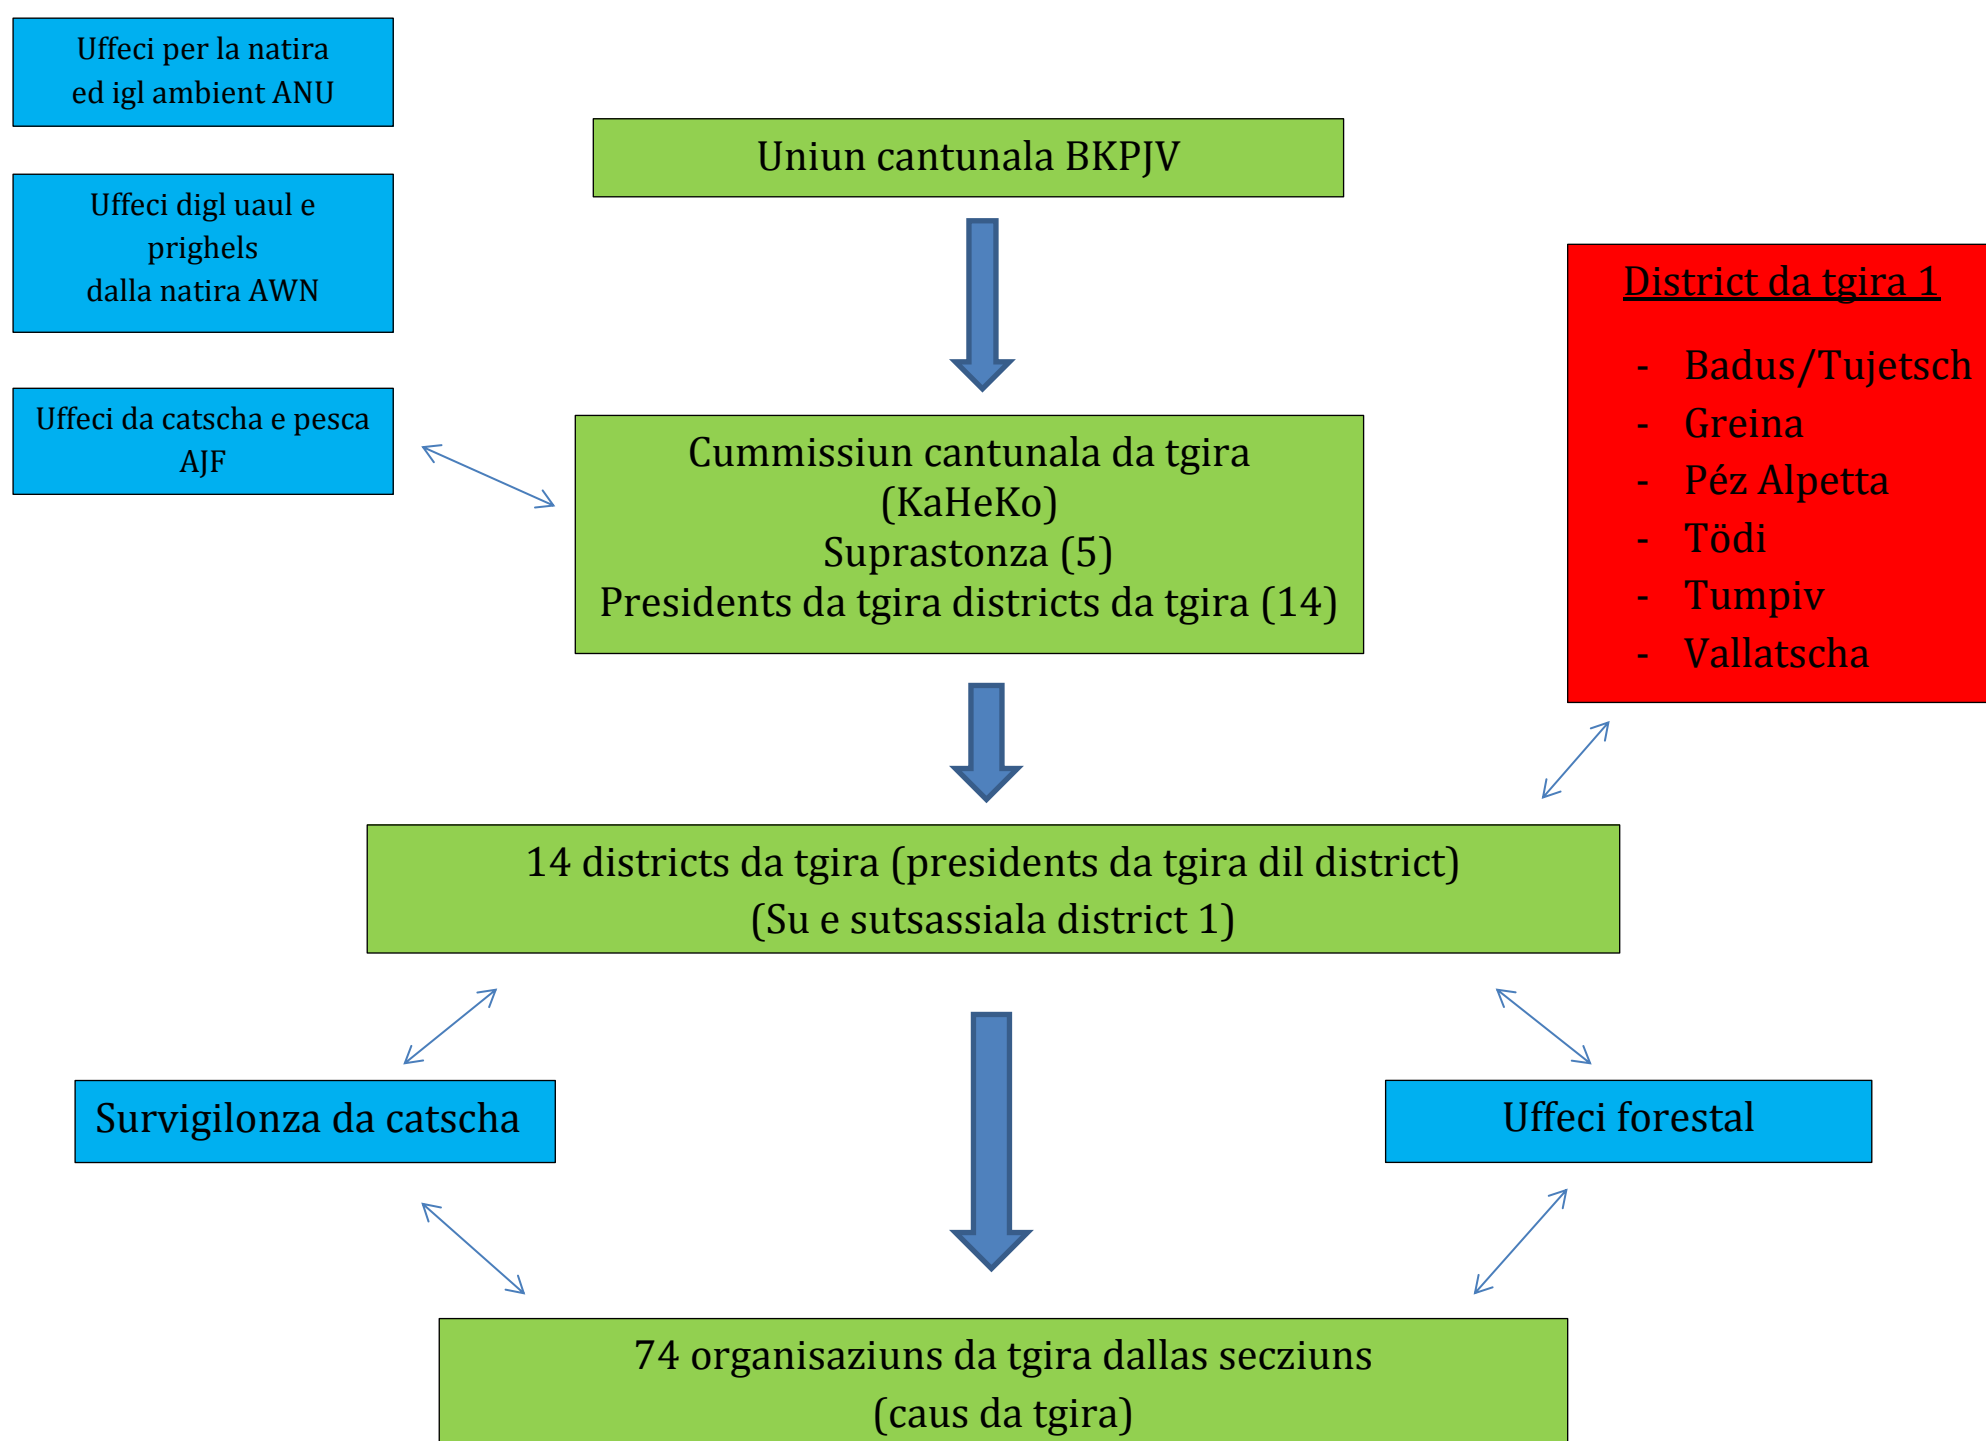 Uffeci per la natira
ed igl ambient ANU
Uniun cantunala BKPJV
Uffeci digl uaul e
prighels
dalla natira AWN
District da tgira 1
- Badus/Tujetsch
- Greina
- Péz Alpetta
- Tödi
- Tumpiv
- Vallatscha
Uffeci da catscha e pesca
AJF
Cummissiun cantunala da tgira
(KaHeKo)
Suprastonza (5)
Presidents da tgira districts da tgira (14)
14 districts da tgira (presidents da tgira dil district)
(Su e sutsassiala district 1)
Survigilonza da catscha
Uffeci forestal
74 organisaziuns da tgira dallas secziuns
(caus da tgira)